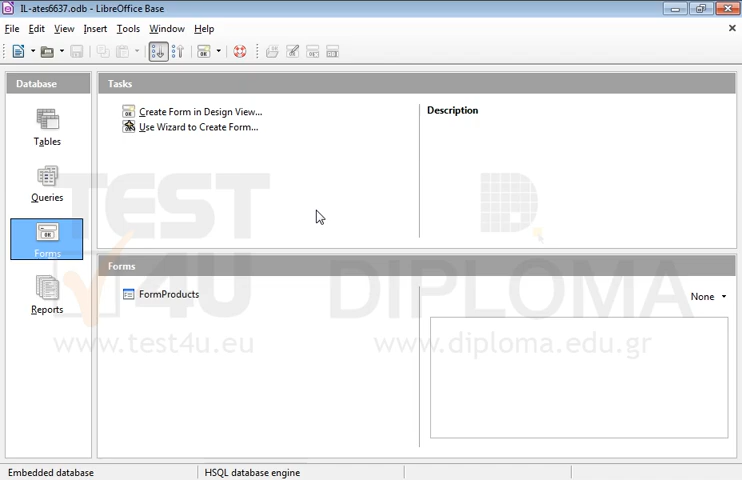 IL-ates6637.odb - LibreOffice Base
File Edit View Insert Tools Window Help
Database
Tables
Queries
Forms
Reports
Tasks
Create Form in Design View...
Use Wizard to Create Form...
Description
Forms
FormProducts
None
TEST
4U
DIPLOMA
www.test4u.eu
www.diploma.edu.gr
Embedded database
HSQL database engine